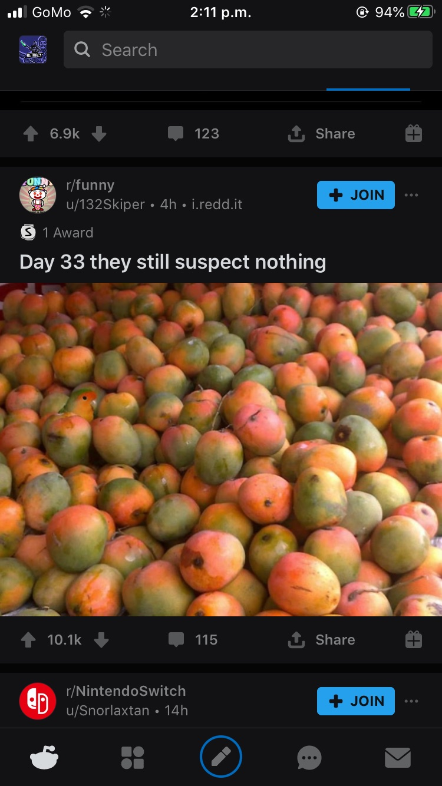 GoMo 2:11 p.m. 94%
Search
6.9k 123 Share
r/funny
u/132Skiper • 4h • i.redd.it
JOIN
1 Award
Day 33 they still suspect nothing
10.1k 115 Share
r/NintendoSwitch
u/Snorlaxtan • 14h
JOIN